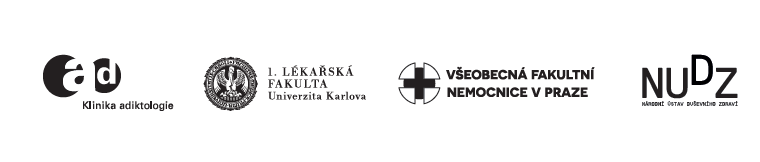 ad
Klinika adiktologie
1. LÉKAŘSKÁ
FAKULTA
Univerzita Karlova
VŠEOBECNÁ FAKULTNÍ
NEMOCNICE V PRAZE
NUDZ
NÁRODNÍ ÚSTAV DUŠEVNÍHO ZDRAVÍ